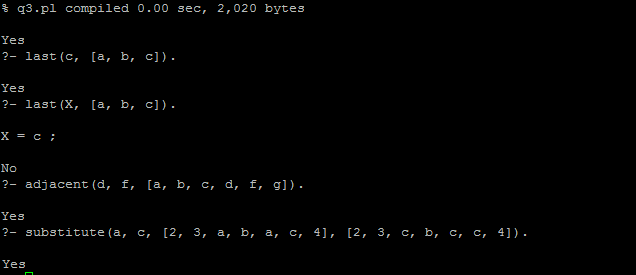 % q3.pl compiled 0.00 sec, 2,020 bytes
Yes
?- last(c, [a, b, c]).
Yes
?- last(X, [a, b, c]).
X = c ;
No
?- adjacent(d, f, [a, b, c, d, f, g]).
Yes
?- substitute(a, c, [2, 3, a, b, a, c, 4], [2, 3, c, b, c, c, 4]).
Yes